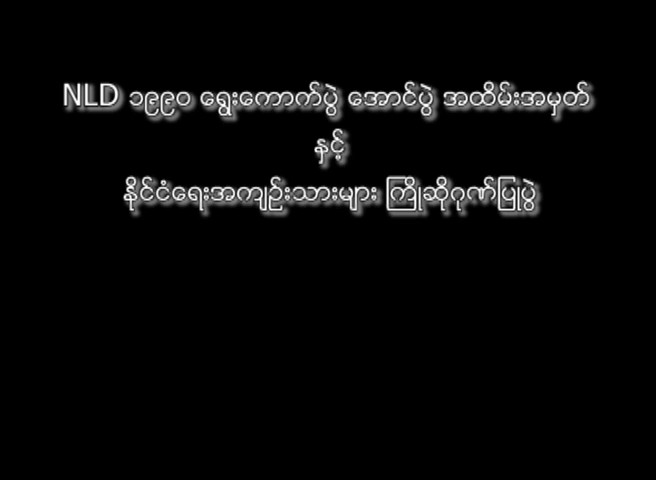 NLD ၁၉၉၀ ရွေးကောက်ပွဲ အောင်ပွဲ အထိမ်းအမှတ်
နှင့်
နိုင်ငံရေးအကျဉ်းသားများ ကြိုဆိုဂုဏ်ပြုပွဲ